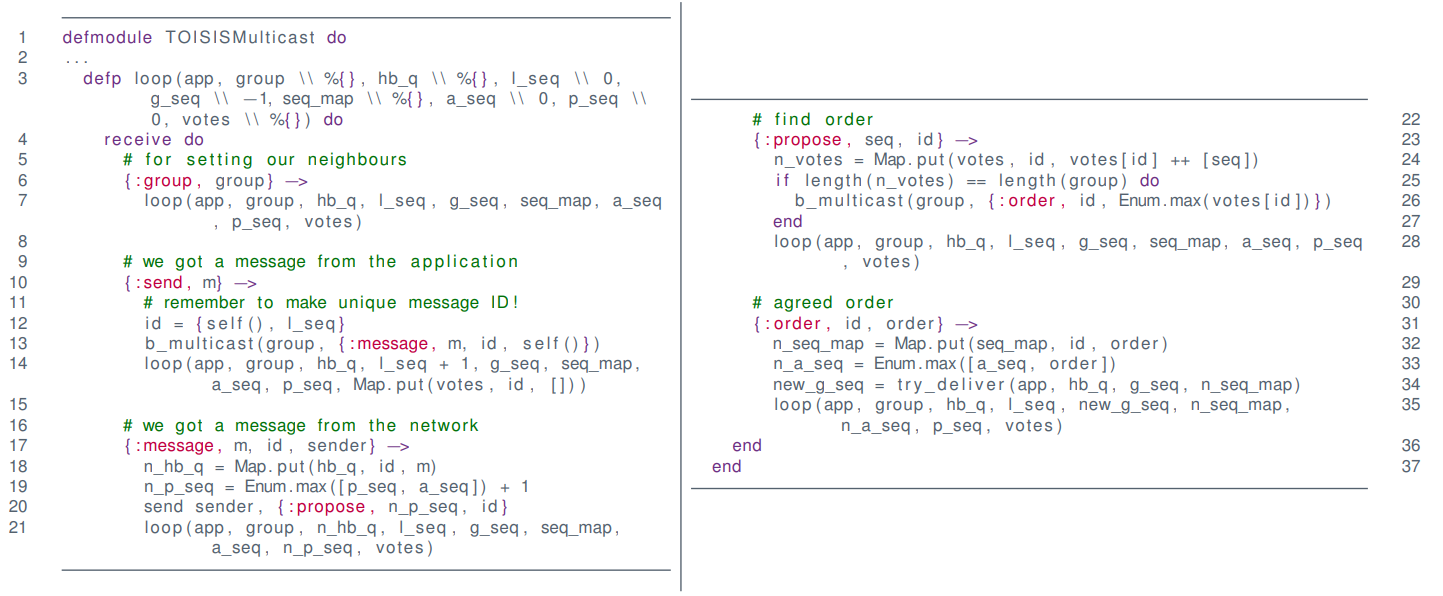 1 defmodule TOISISMulticast do
2 ...
3 defp loop(app, group \\ %{}, hb_q \\ %{}, l_seq \\ 0,
g_seq \\ −1, seq_map \\ %{}, a_seq \\ 0, p_seq \\
0, votes \\ %{}) do
4 receive do
5 # for setting our neighbours
6 {:group, group} −>
7 loop(app, group, hb_q, l_seq, g_seq, seq_map, a_seq
, p_seq, votes)
8
9 # we got a message from the application
10 {:send, m} −>
11 # remember to make unique message ID!
12 id = {self(), l_seq}
13 b_multicast(group, {:message, m, id, self()})
14 loop(app, group, hb_q, l_seq + 1, g_seq, seq_map,
a_seq, p_seq, Map.put(votes, id, []))
15
16 # we got a message from the network
17 {:message, m, id, sender} −>
18 n_hb_q = Map.put(hb_q, id, m)
19 n_p_seq = Enum.max([p_seq, a_seq]) + 1
20 send sender, {:propose, n_p_seq, id}
21 loop(app, group, n_hb_q, l_seq, g_seq, seq_map,
a_seq, n_p_seq, votes)
# find order 22
{:propose, seq, id} −> 23
n_votes = Map.put(votes, id, votes[id] ++ [seq]) 24
if length(n_votes) == length(group) do 25
b_multicast(group, {:order, id, Enum.max(votes[id])}) 26
end 27
loop(app, group, hb_q, l_seq, g_seq, seq_map, a_seq, p_seq 28
, votes)
29
# agreed order 30
{:order, id, order} −> 31
n_seq_map = Map.put(seq_map, id, order) 32
n_a_seq = Enum.max([a_seq, order]) 33
new_g_seq = try_deliver(app, hb_q, g_seq, n_seq_map) 34
loop(app, group, hb_q, l_seq, new_g_seq, n_seq_map, 35
n_a_seq, p_seq, votes)
end 36
end 37